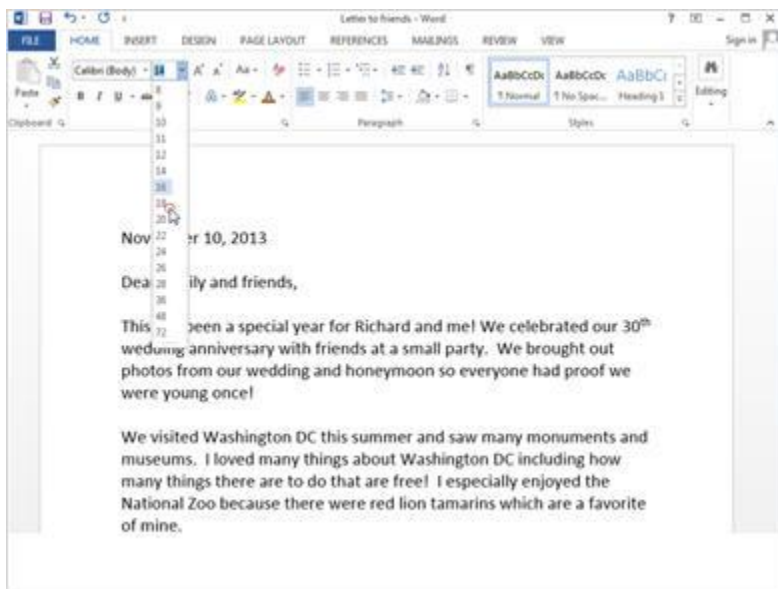 Letter to friends - Word
FILE HOME INSERT DESIGN PAGE LAYOUT REFERENCES MAILINGS REVIEW VIEW Sign in
Calibri (Body)
Paste
B I U
AaBbCcDc AaBbCcDc AaBbCc
¶ Normal ¶ No Spac... Heading 1
Editing
Clipboard Paragraph Styles
8
9
10
11
12
14
16
18
20
22
24
26
28
36
48
72
Nov er 10, 2013
Dea ily and friends,
This been a special year for Richard and me! We celebrated our 30th
wedding anniversary with friends at a small party. We brought out
photos from our wedding and honeymoon so everyone had proof we
were young once!
We visited Washington DC this summer and saw many monuments and
museums. I loved many things about Washington DC including how
many things there are to do that are free! I especially enjoyed the
National Zoo because there were red lion tamarins which are a favorite
of mine.